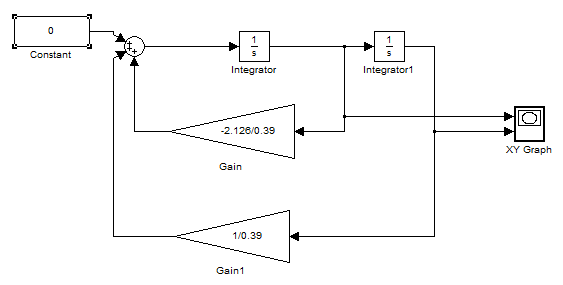 0
Constant
1
s
Integrator
1
s
Integrator1
-2.126/0.39
Gain
XY Graph
1/0.39
Gain1